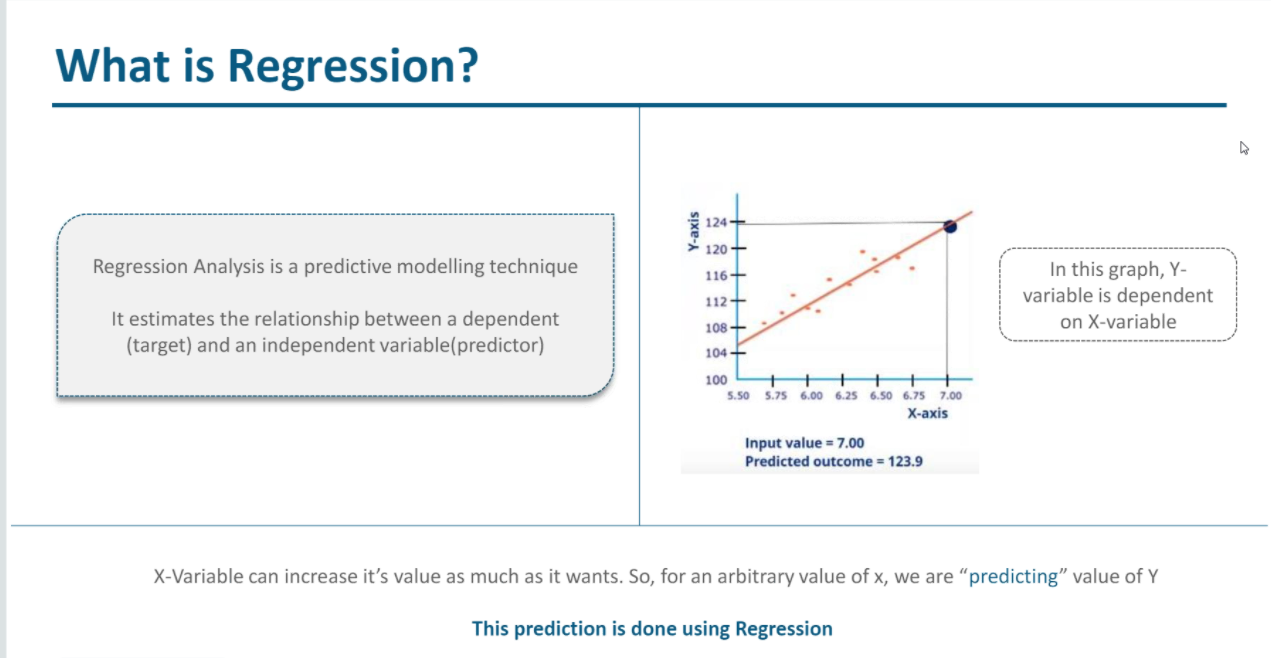 What is Regression?
Regression Analysis is a predictive modelling technique
It estimates the relationship between a dependent
(target) and an independent variable(predictor)
Y-axis
124
120
116
112
108
104
100
5.50 5.75 6.00 6.25 6.50 6.75 7.00
X-axis
Input value = 7.00
Predicted outcome = 123.9
In this graph, Y-
variable is dependent
on X-variable
X-Variable can increase it’s value as much as it wants. So, for an arbitrary value of x, we are “predicting” value of Y
This prediction is done using Regression